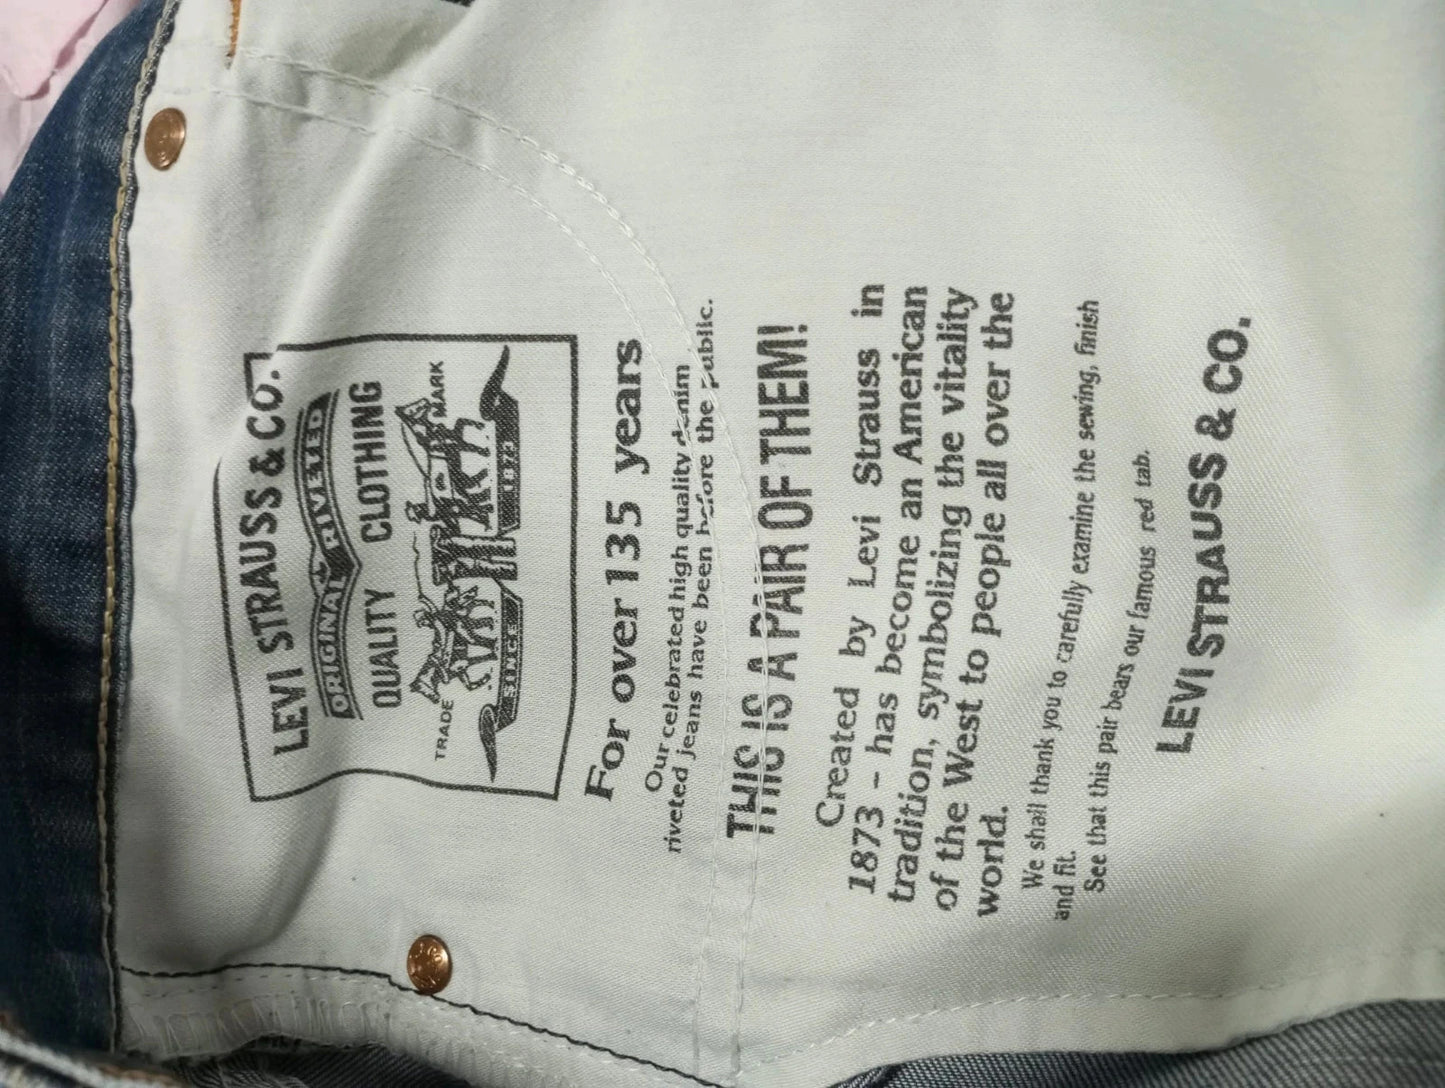 LEVI STRAUSS & CO.
ORIGINAL RIVETED
QUALITY CLOTHING
TRADE MARK
SINCE 1873
For over 135 years
Our celebrated high quality denim
riveted jeans have been before the public.
THIS IS A PAIR OF THEM!
Created by Levi Strauss in
1873 - has become an American
tradition, symbolizing the vitality
of the West to people all over the
world.
We shall thank you to carefully examine the sewing, finish
and fit.
See that this pair bears our famous red tab.
LEVI STRAUSS & CO.